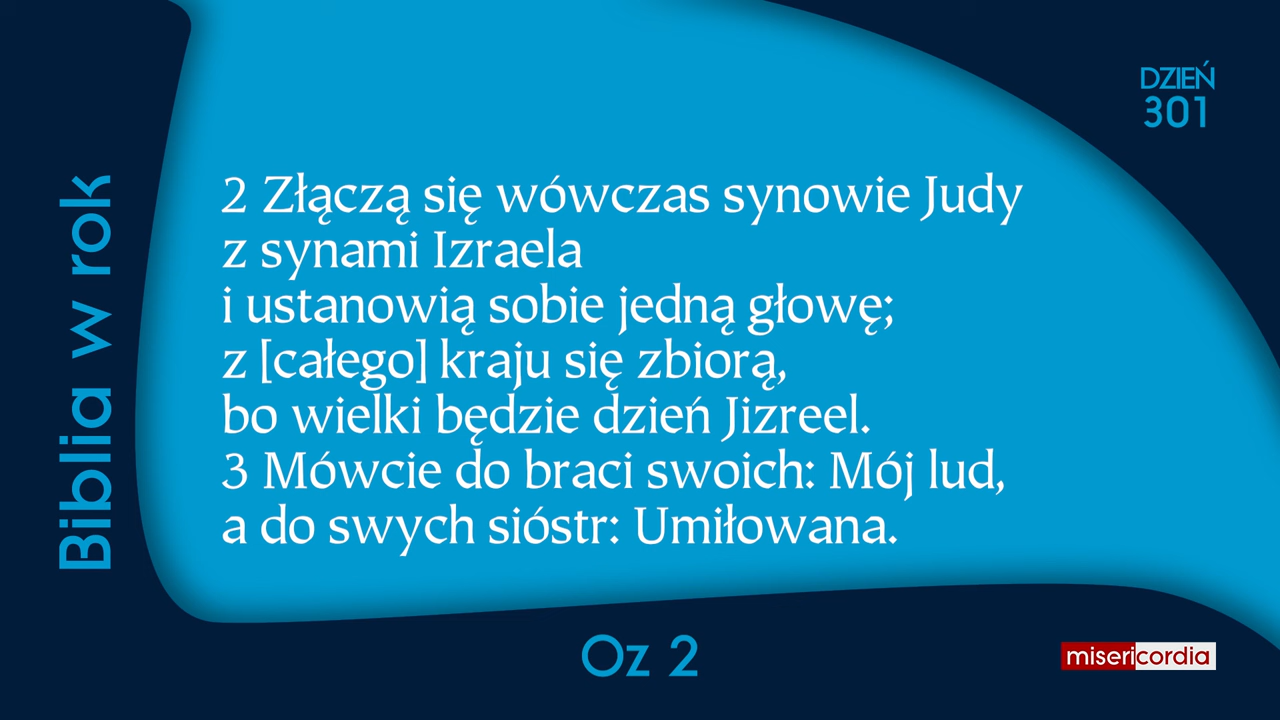 DZIEŃ
301
Biblia w rok
2 Złączą się wówczas synowie Judy
z synami Izraela
i ustanowią sobie jedną głowę;
z [całego] kraju się zbiorą,
bo wielki będzie dzień Jizreel.
3 Mówcie do braci swoich: Mój lud,
a do swych sióstr: Umiłowana.
Oz 2
misericordia